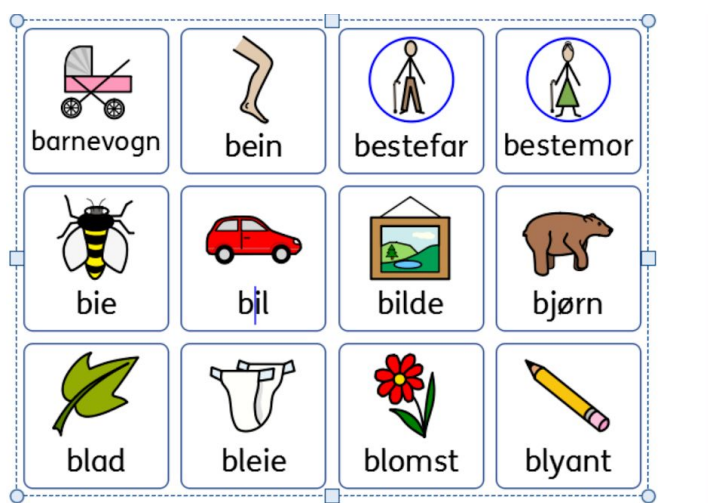 barnevogn
bein
bestefar
bestemor
bie
bil
bilde
bjørn
blad
bleie
blomst
blyant